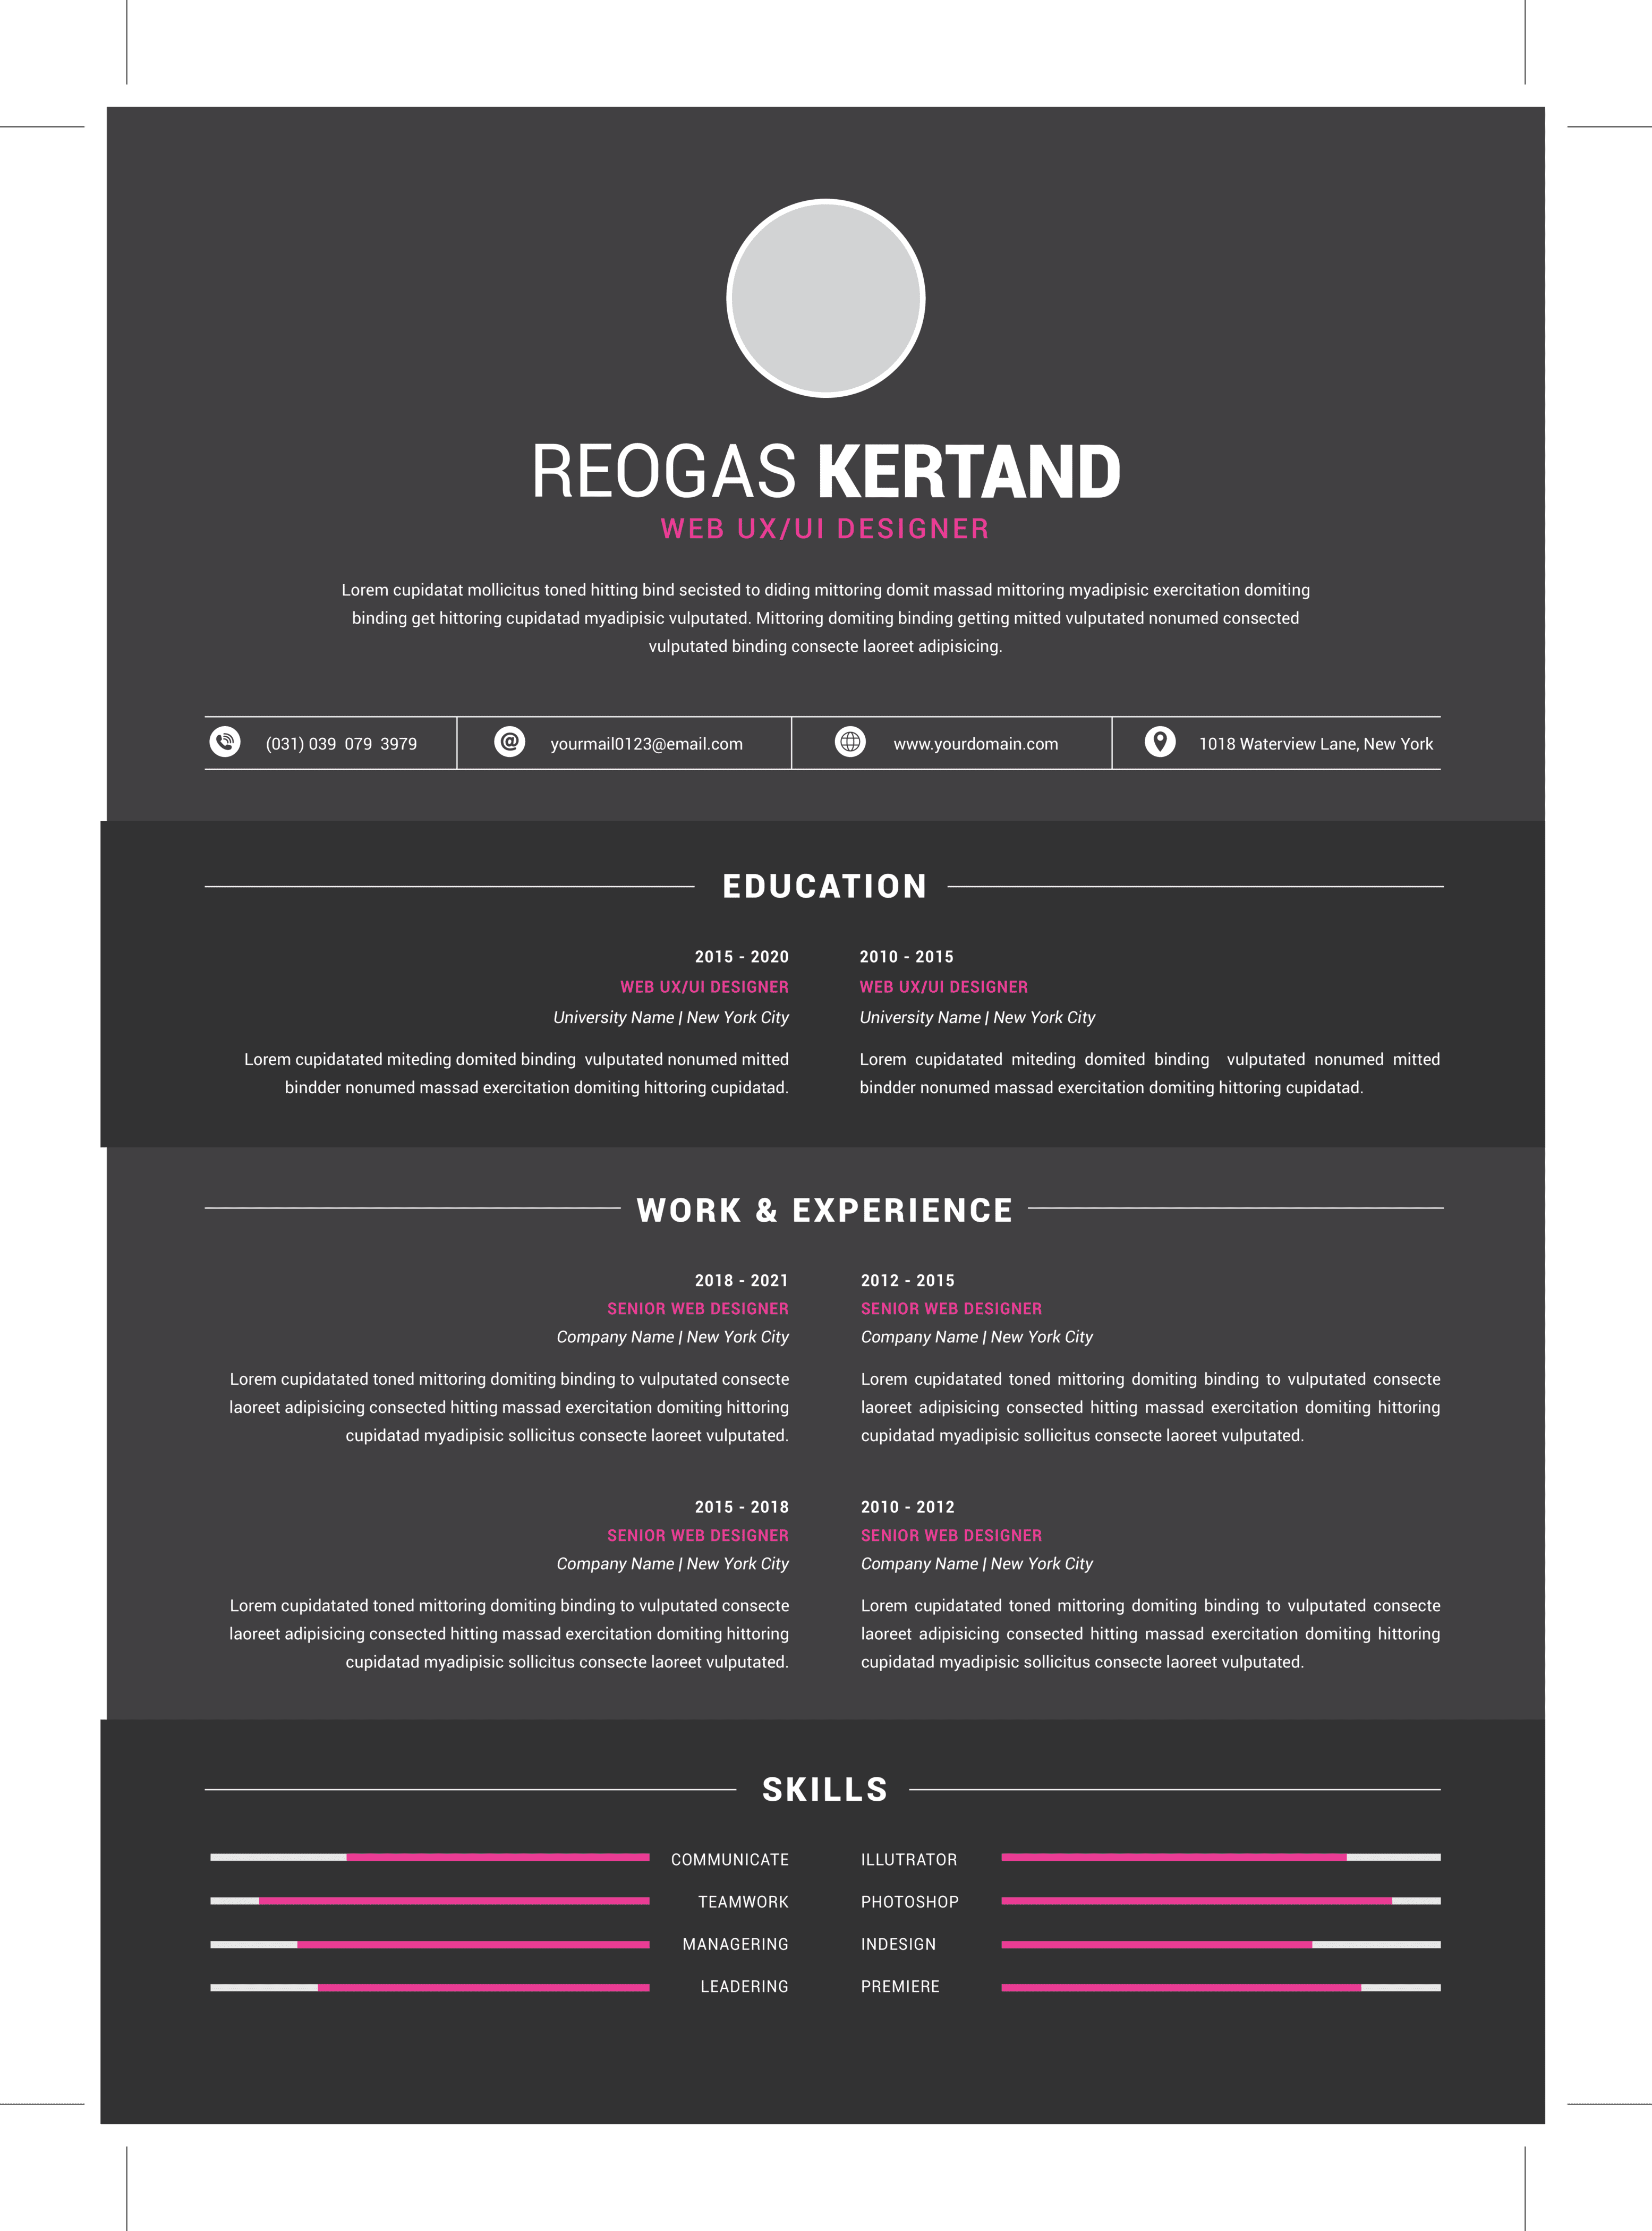 REOGAS KERTAND
WEB UX/UI DESIGNER
Lorem cupidatat mollicitus toned hitting bind secisted to diding mittoring domit massad mittoring myadipisic exercitation domiting
binding get hittoring cupidatad myadipisic vulputated. Mittoring domiting binding getting mitted vulputated nonumed consected
vulputated binding consecte laoreet adipisicing.
(031) 039 079 3979
yourmail0123@email.com
www.yourdomain.com
1018 Waterview Lane, New York
EDUCATION
2015 - 2020
WEB UX/UI DESIGNER
University Name | New York City
Lorem cupidatated miteding domited binding vulputated nonumed mitted
bindder nonumed massad exercitation domiting hittoring cupidatad.
2010 - 2015
WEB UX/UI DESIGNER
University Name | New York City
Lorem cupidatated miteding domited binding vulputated nonumed mitted
bindder nonumed massad exercitation domiting hittoring cupidatad.
WORK & EXPERIENCE
2018 - 2021
SENIOR WEB DESIGNER
Company Name | New York City
Lorem cupidatated toned mittoring domiting binding to vulputated consecte
laoreet adipisicing consected hitting massad exercitation domiting hittoring
cupidatad myadipisic sollicitus consecte laoreet vulputated.
2015 - 2018
SENIOR WEB DESIGNER
Company Name | New York City
Lorem cupidatated toned mittoring domiting binding to vulputated consecte
laoreet adipisicing consected hitting massad exercitation domiting hittoring
cupidatad myadipisic sollicitus consecte laoreet vulputated.
2012 - 2015
SENIOR WEB DESIGNER
Company Name | New York City
Lorem cupidatated toned mittoring domiting binding to vulputated consecte
laoreet adipisicing consected hitting massad exercitation domiting hittoring
cupidatad myadipisic sollicitus consecte laoreet vulputated.
2010 - 2012
SENIOR WEB DESIGNER
Company Name | New York City
Lorem cupidatated toned mittoring domiting binding to vulputated consecte
laoreet adipisicing consected hitting massad exercitation domiting hittoring
cupidatad myadipisic sollicitus consecte laoreet vulputated.
SKILLS
COMMUNICATE
TEAMWORK
MANAGERING
LEADERING
ILLUTRATOR
PHOTOSHOP
INDESIGN
PREMIERE